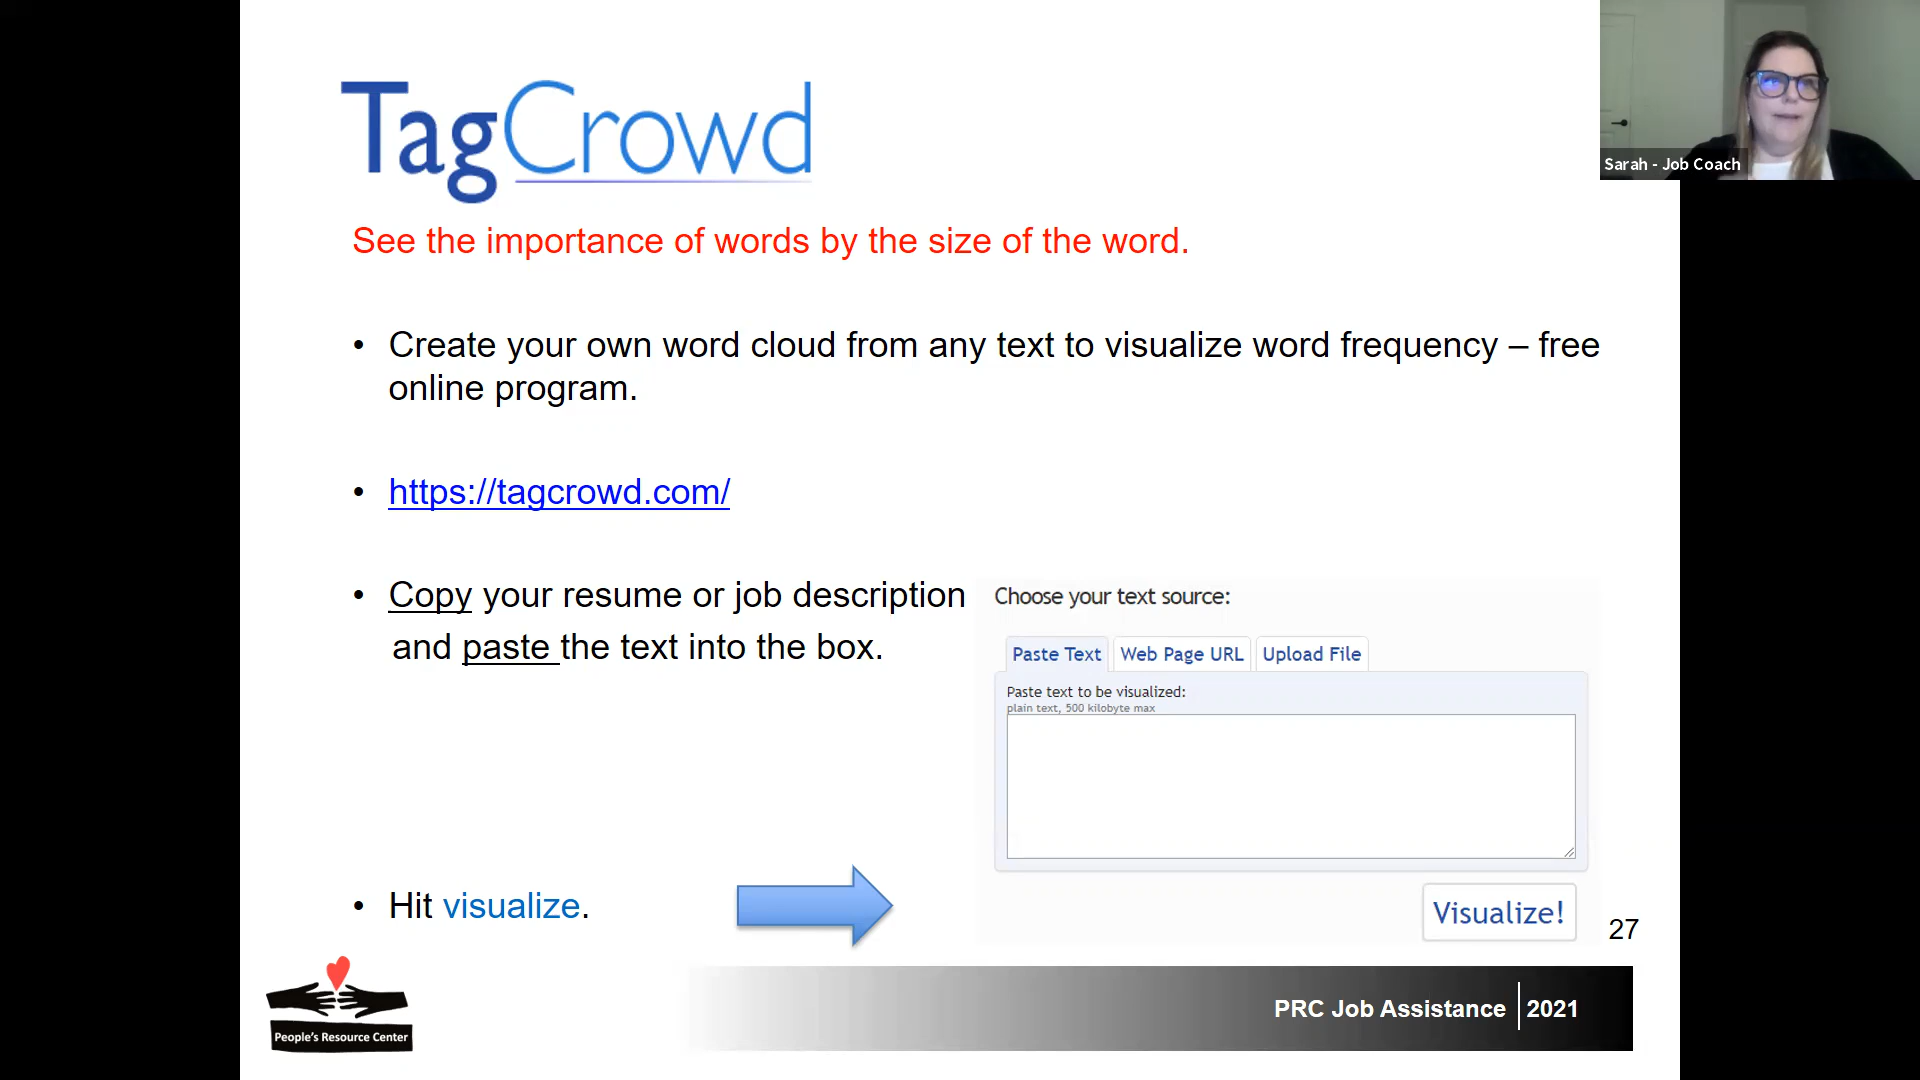 TagCrowd
Sarah - Job Coach
See the importance of words by the size of the word.
• Create your own word cloud from any text to visualize word frequency – free
online program.
• https://tagcrowd.com/
• Copy your resume or job description
and paste the text into the box.
Choose your text source:
Paste Text Web Page URL Upload File
Paste text to be visualized:
plain text, 500 kilobyte max
• Hit visualize.
Visualize!
27
People's Resource Center
PRC Job Assistance 2021